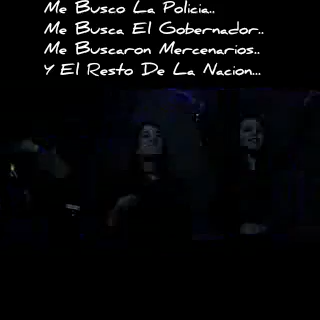 Me Busco La Policia..
Me Busca El Gobernador..
Me Buscaron Mercenarios..
Y El Resto De La Nacion...